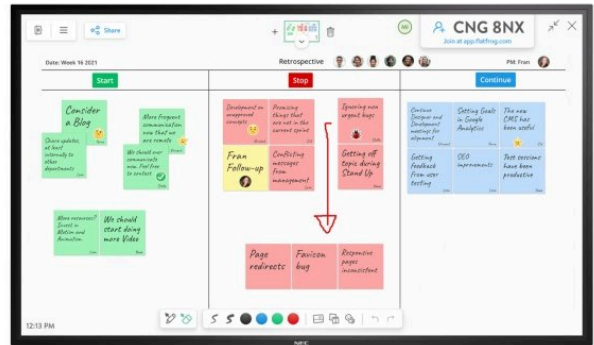 Share
CNG 8NX
Join at app.flatfrog.com
Date: Week 16 2021
Retrospective
PM: Fran
Start
Stop
Continue
Consider
a Blog
More frequent
communication
now that we
are remote
Share updates,
at least
internally to
other
departments
We should over
communicate
now. Feel free
to contact
More resources?
Invest in
Motion and
Animation.
We should
start doing
more Video
Development on
unapproved
concepts
Promising
things that
are not in the
current sprint
Ignoring non
urgent bugs
Fran
Follow-up
Conflicting
messages
from
management
Getting off
topic during
Stand Up
Page
redirects
Favicon
bug
Responsive
pages
inconsistent
Continue
Designer and
Development
meetings for
alignment
Setting Goals
in Google
Analytics
The new
CMS has
been useful
Getting
feedback
from user
testing
SEO
improvements
Test sessions
have been
productive
12:13 PM
NEC